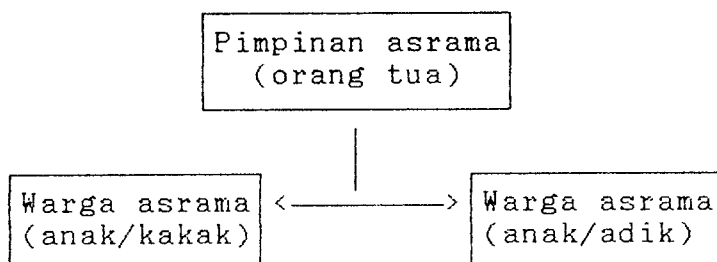 Pimpinan asrama
(orang tua)
Warga asrama
(anak/kakak)
Warga asrama
(anak/adik)